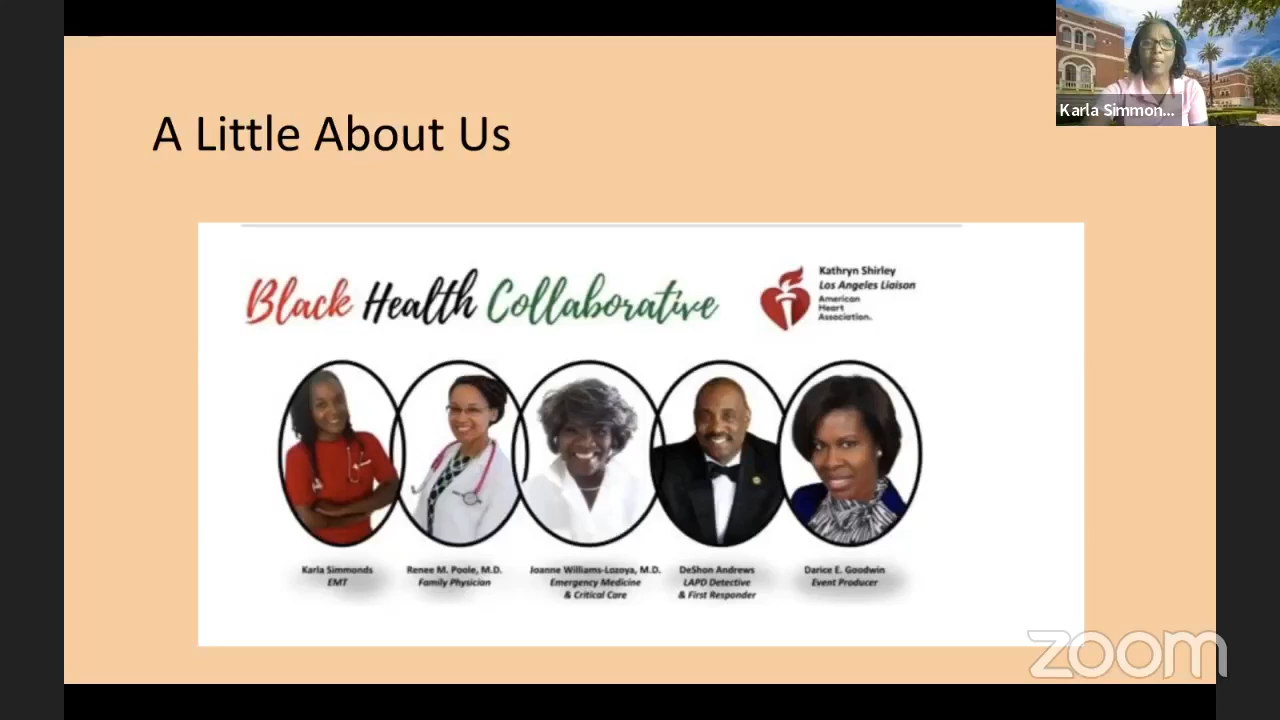 Karla Simmon...
A Little About Us
Black Health Collaborative
Kathryn Shirley
Los Angeles Liaison
American
Heart
Association.
Karla Simmonds
EMT
Renee M. Poole, M.D.
Family Physician
Joanne Williams-Lozoya, M.D.
Emergency Medicine
& Critical Care
DeShon Andrews
LAPD Detective
& First Responder
Darice E. Goodwin
Event Producer
zoom